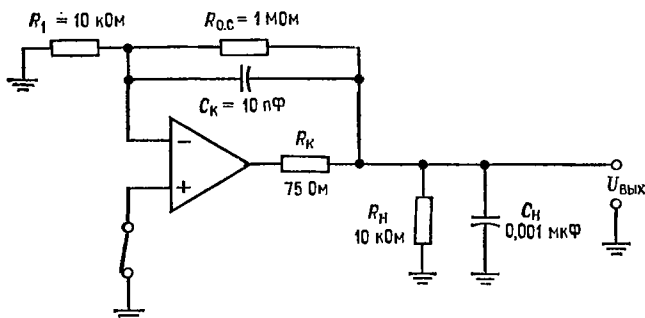 R₁ = 10 кОм
Rо.с = 1 МОм
Cк = 10 пФ
−
+
Rк
75 Ом
Rн
10 кОм
Cн
0,001 мкФ
Uвых